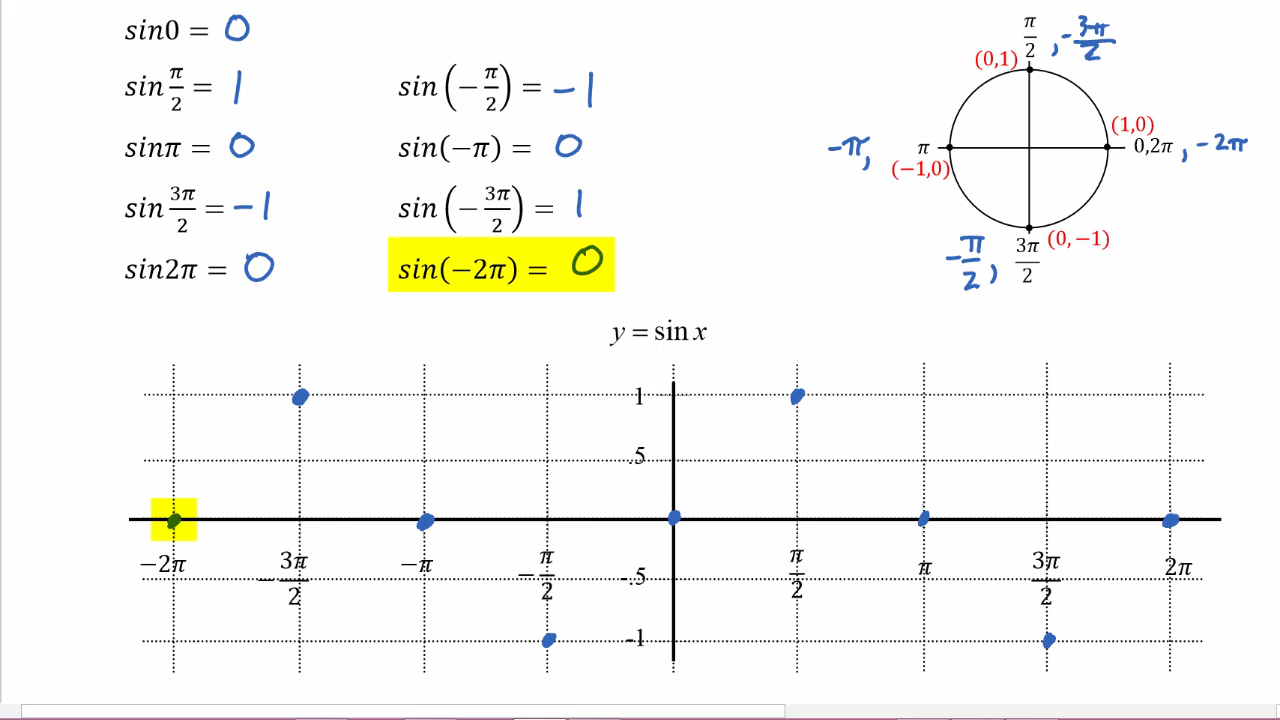 sin0 = 0
sin π/2 = 1
sin(−π/2) = −1
sinπ = 0
sin(−π) = 0
sin 3π/2 = −1
sin(−3π/2) = 1
sin2π = 0
sin(−2π) = 0
π/2 , −3π/2
(0,1)
(1,0)
−π, π
0,2π , −2π
(−1,0)
−π/2 , 3π/2
(0,−1)
y = sin x
1
.5
−2π −3π/2 −π −π/2 π/2 π 3π/2 2π
-.5
-1